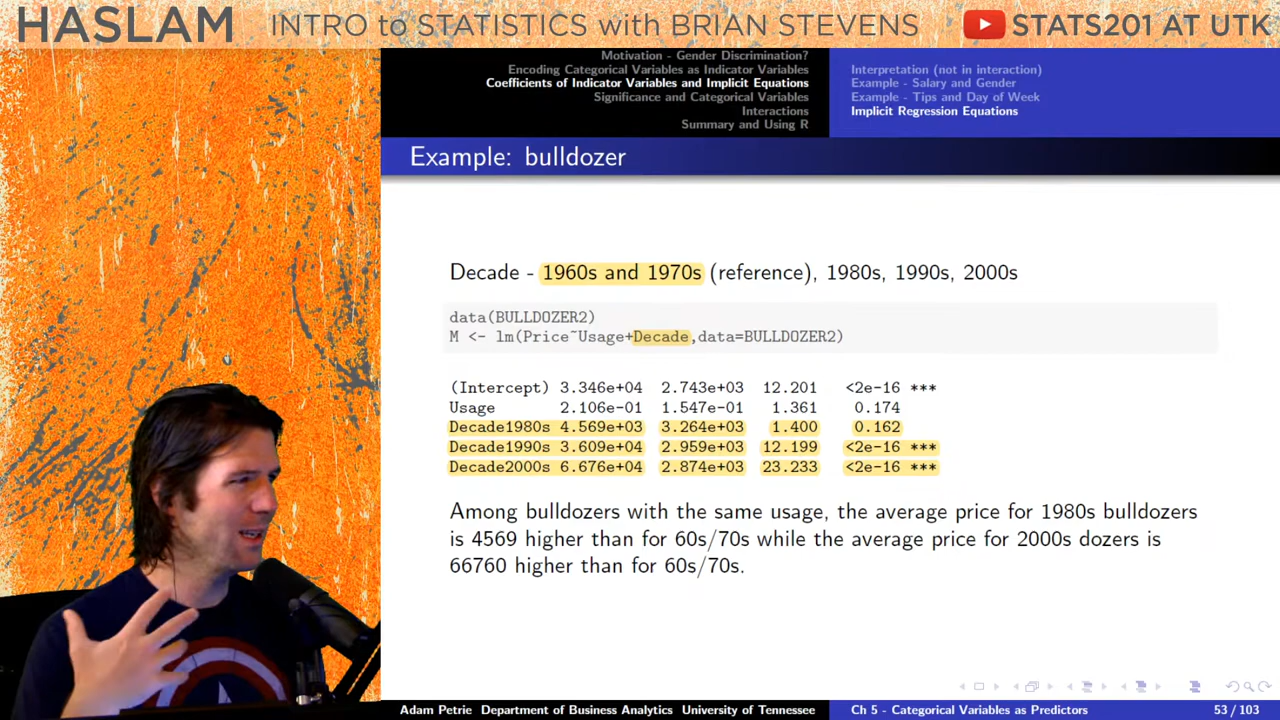 HASLAM INTRO to STATISTICS with BRIAN STEVENS STATS201 AT UTK
Motivation - Gender Discrimination?
Encoding Categorical Variables as Indicator Variables
Coefficients of Indicator Variables and Implicit Equations
Significance and Categorical Variables
Interactions
Summary and Using R
Interpretation (not in interaction)
Example - Salary and Gender
Example - Tips and Day of Week
Implicit Regression Equations
Example: bulldozer
Decade - 1960s and 1970s (reference), 1980s, 1990s, 2000s
data(BULLDOZER2)
M <- lm(Price~Usage+Decade,data=BULLDOZER2)
(Intercept) 3.346e+04 2.743e+03 12.201 <2e-16 ***
Usage 2.106e-01 1.547e-01 1.361 0.174
Decade1980s 4.569e+03 3.264e+03 1.400 0.162
Decade1990s 3.609e+04 2.959e+03 12.199 <2e-16 ***
Decade2000s 6.676e+04 2.874e+03 23.233 <2e-16 ***
Among bulldozers with the same usage, the average price for 1980s bulldozers
is 4569 higher than for 60s/70s while the average price for 2000s dozers is
66760 higher than for 60s/70s.
Adam Petrie Department of Business Analytics University of Tennessee Ch 5 - Categorical Variables as Predictors 53 / 103